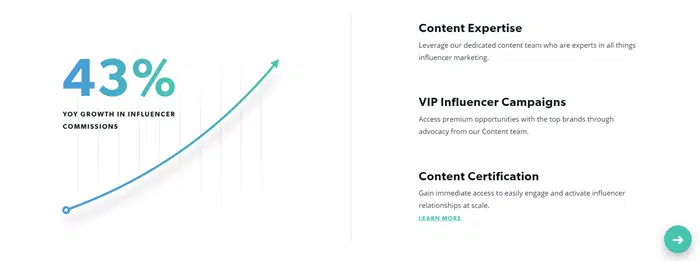 43%
YOY GROWTH IN INFLUENCER
COMMISSIONS
Content Expertise
Leverage our dedicated content team who are experts in all things
influencer marketing.
VIP Influencer Campaigns
Access premium opportunities with the top brands through
advocacy from our Content team.
Content Certification
Gain immediate access to easily engage and activate influencer
relationships at scale.
LEARN MORE